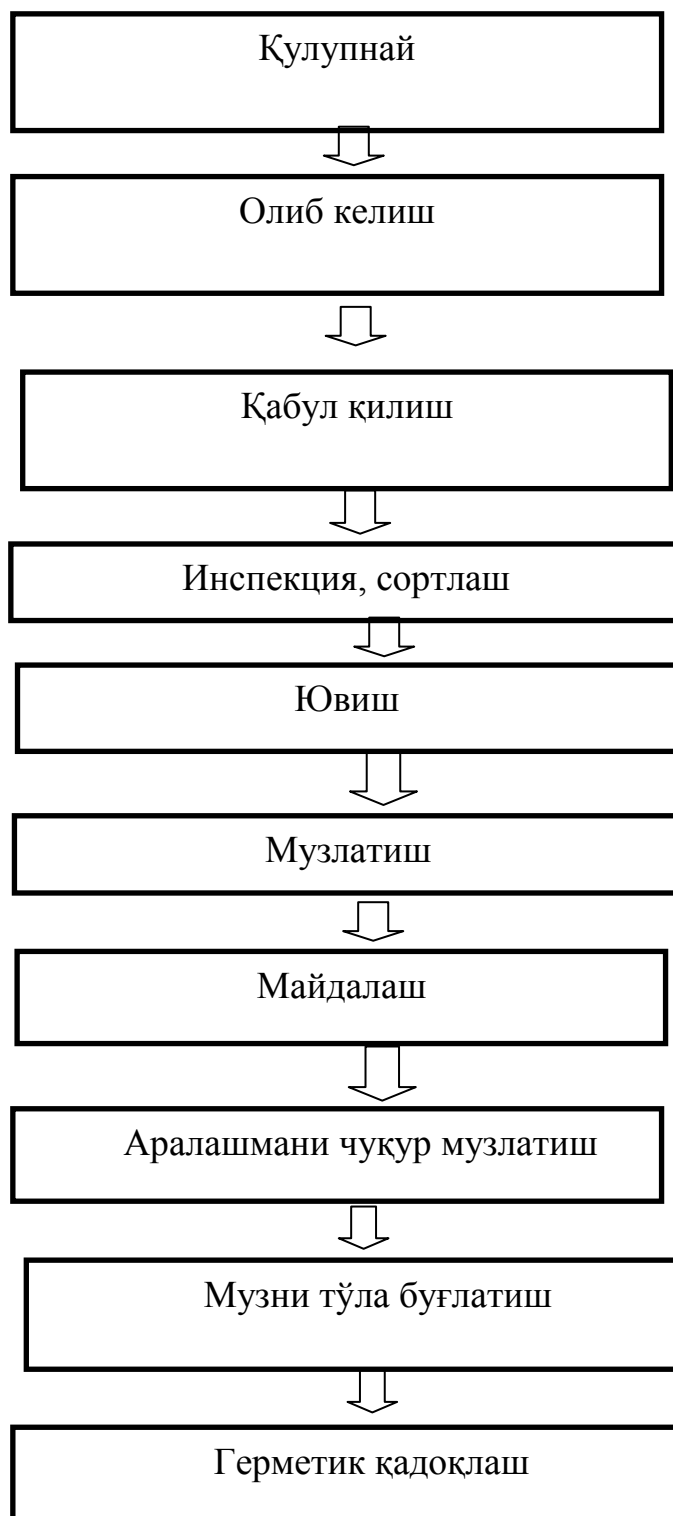 Қулупнай
Олиб келиш
Қабул қилиш
Инспекция, сортлаш
Ювиш
Музлатиш
Майдалаш
Аралашмани чуқур музлатиш
Музни тўла буғлатиш
Герметик қадоқлаш